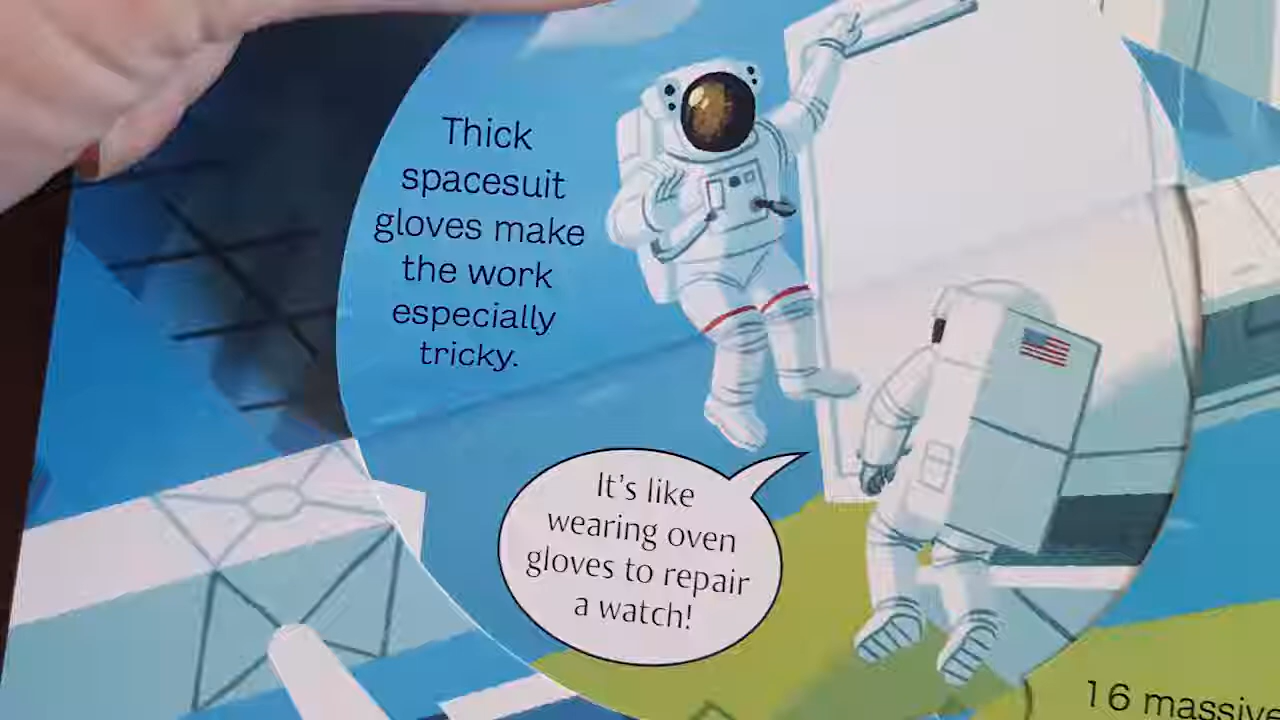 Thick
spacesuit
gloves make
the work
especially
tricky.
It's like
wearing oven
gloves to repair
a watch!
16 massive